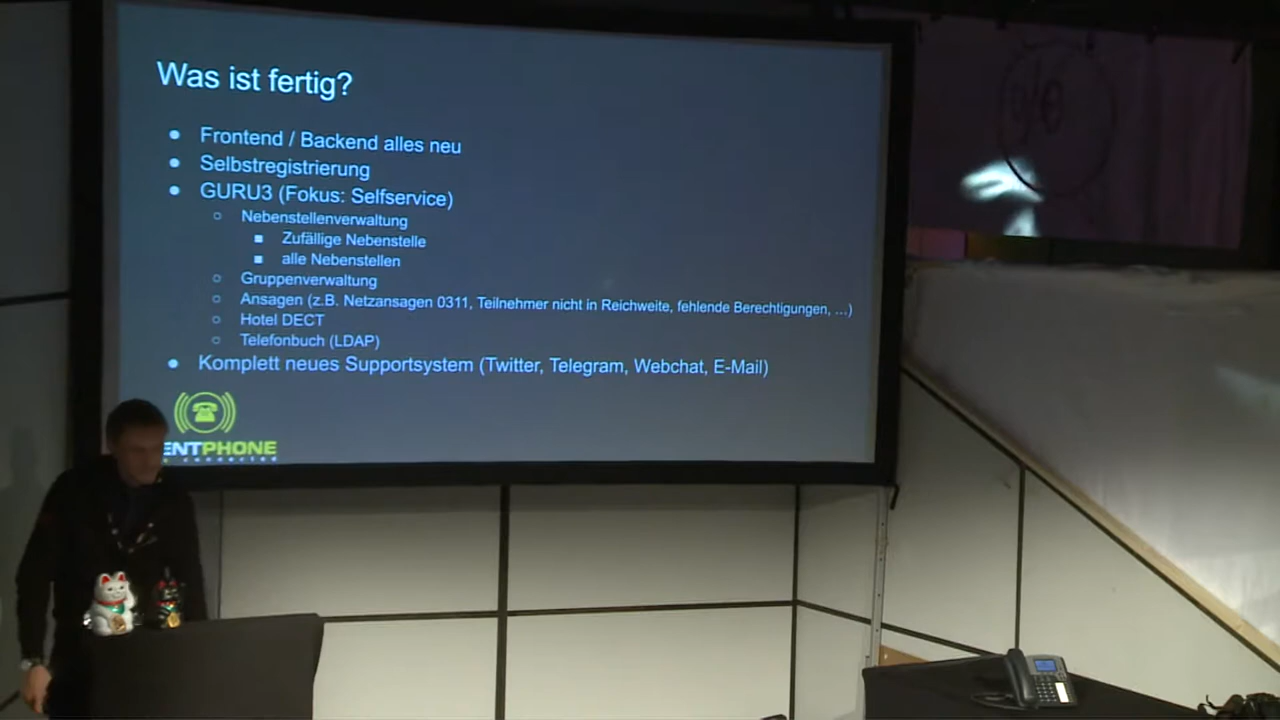 Was ist fertig?
Frontend / Backend alles neu
Selbstregistrierung
GURU3 (Fokus: Selfservice)
Nebenstellenverwaltung
Zufällige Nebenstelle
alle Nebenstellen
Gruppenverwaltung
Ansagen (z.B. Netzansagen 0311, Teilnehmer nicht in Reichweite, fehlende Berechtigungen, ...)
Hotel DECT
Telefonbuch (LDAP)
Komplett neues Supportsystem (Twitter, Telegram, Webchat, E-Mail)
ENTPHONE
connected